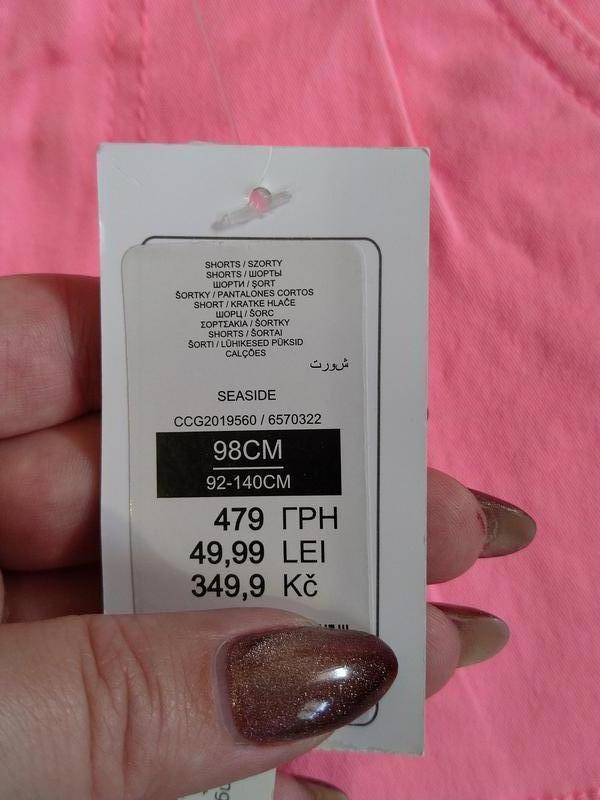 SHORTS / SZORTY
SHORTS / ШОРТЫ
ШОРТИ / ŞORT
ŠORTKY / PANTALONES CORTOS
SHORT / KRATKE HLAČE
ШОРЦ / ŠORC
ΣΟΡΤΣΑΚΙΑ / ŠORTKY
SHORTS / ŠORTAI
ŠORTI / LÜHIKESED PÜKSID
CALÇÕES
شورت
SEASIDE
CCG2019560 / 6570322
98CM
92-140CM
479 ГРН
49,99 LEI
349,9 Kč